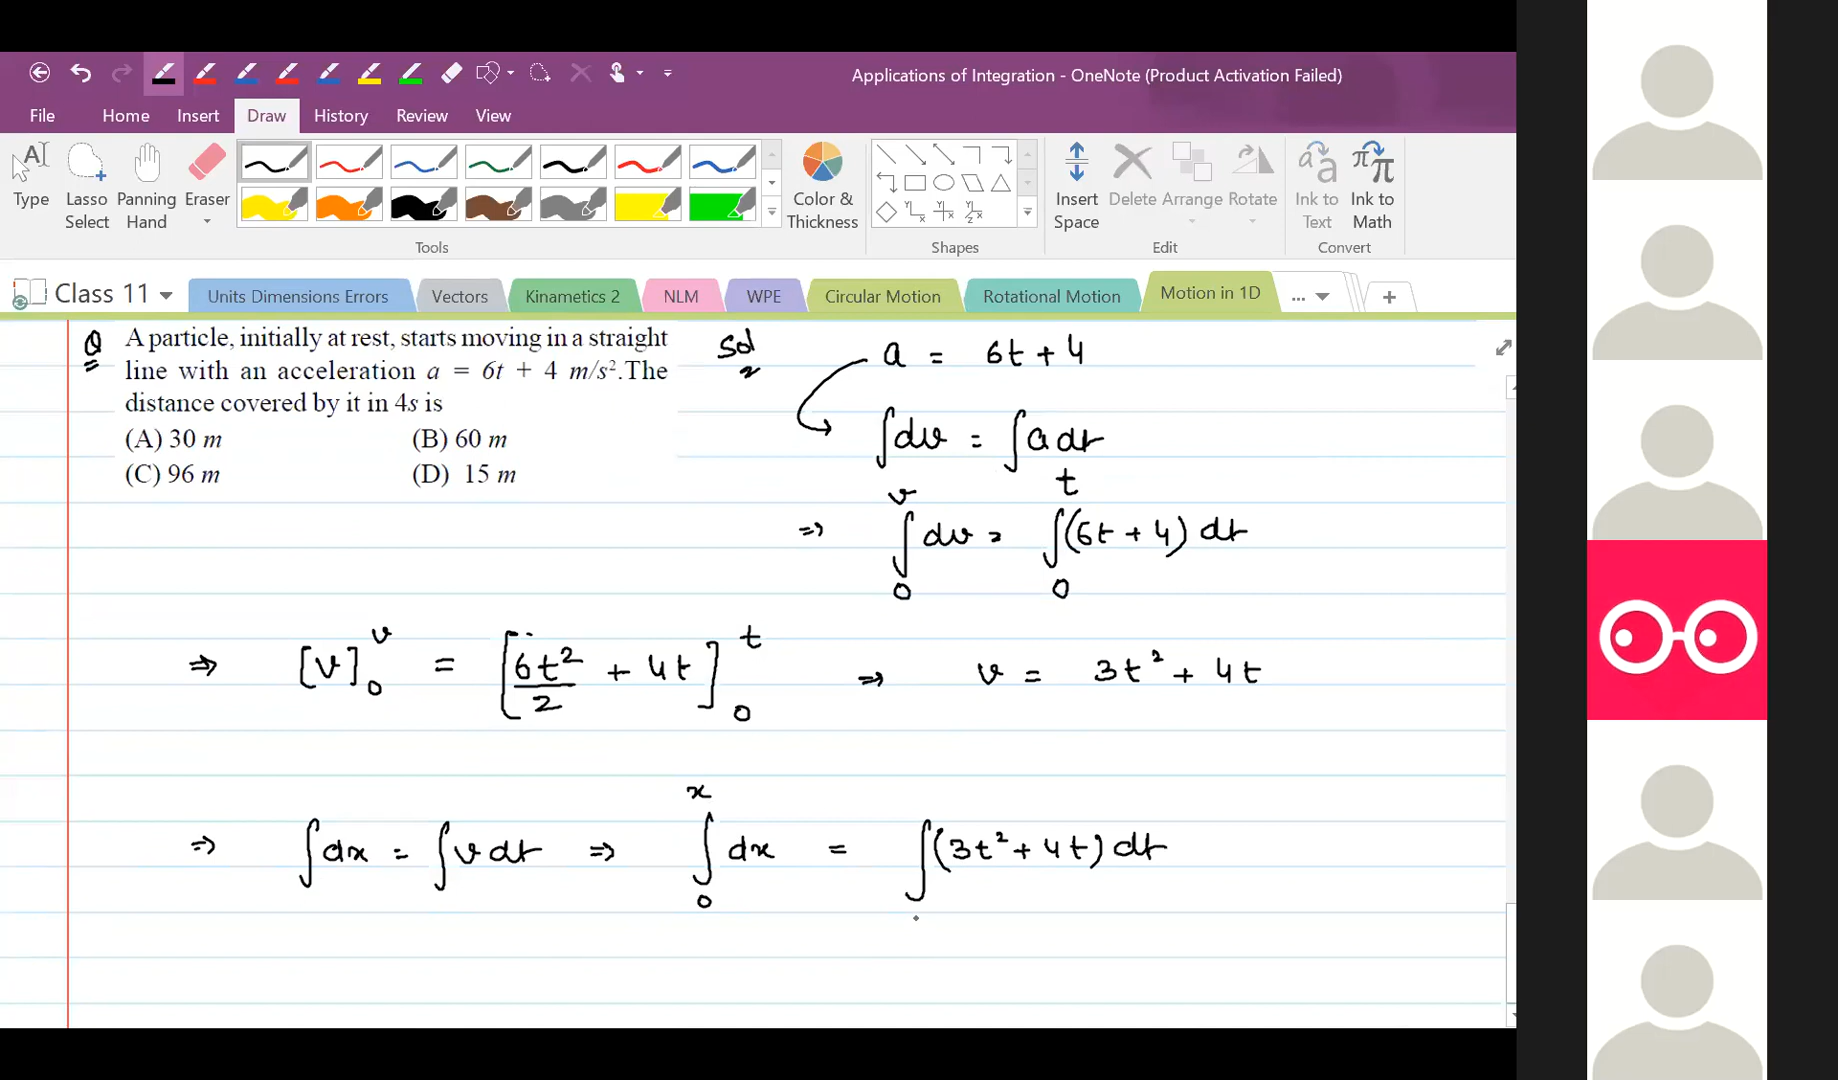 Applications of Integration - OneNote (Product Activation Failed)
File Home Insert Draw History Review View
Type
Lasso Select
Panning Hand
Eraser
Color & Thickness
Insert Space
Delete
Arrange
Rotate
Ink to Text
Ink to Math
Tools Shapes Edit Convert
Class 11 Units Dimensions Errors Vectors Kinametics 2 NLM WPE Circular Motion Rotational Motion Motion in 1D ... +
Q
A particle, initially at rest, starts moving in a straight
line with an acceleration a = 6t + 4 m/s².The
distance covered by it in 4s is
(A) 30 m (B) 60 m
(C) 96 m (D) 15 m
Sol
a = 6t + 4
∫dv = ∫a dt
⇒ ∫₀ᵛ dv = ∫₀ᵗ (6t + 4) dt
⇒ [v]₀ᵛ = [6t²/2 + 4t]₀ᵗ ⇒ v = 3t² + 4t
⇒ ∫dx = ∫v dt ⇒ ∫₀ˣ dx = ∫(3t² + 4t) dt